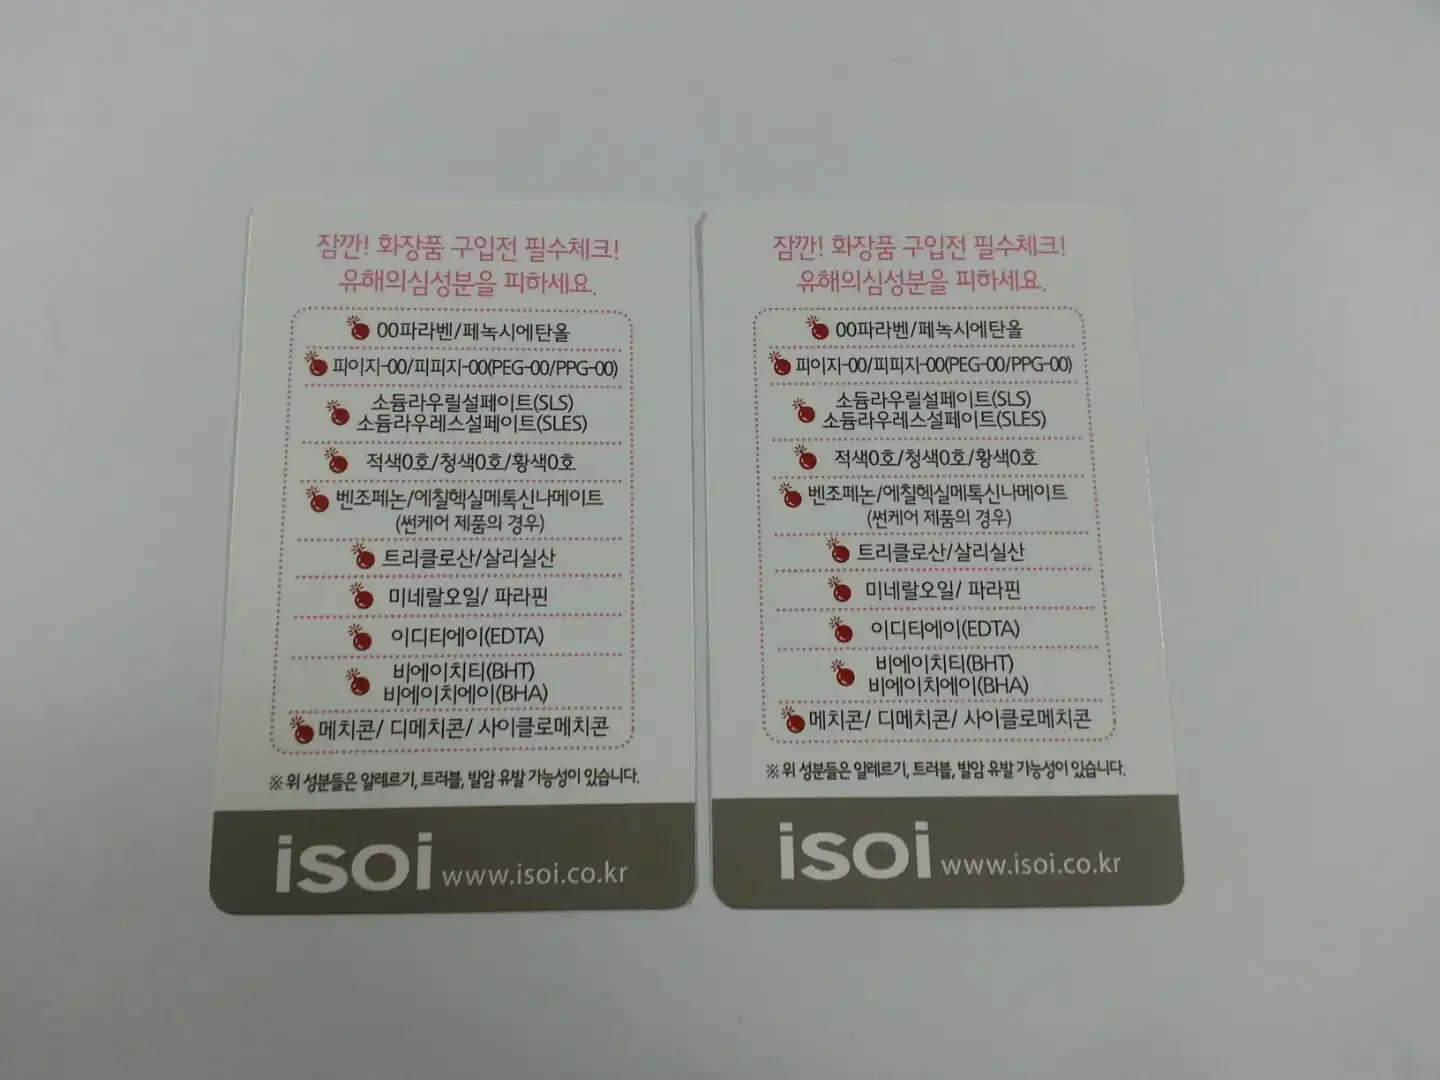 잠깐! 화장품 구입전 필수체크!
유해의심성분을 피하세요.
00파라벤/페녹시에탄올
피이지-00/피피지-00(PEG-00/PPG-00)
소듐라우릴설페이트(SLS)
소듐라우레스설페이트(SLES)
적색0호/청색0호/황색0호
벤조페논/에칠헥실메톡신나메이트
(썬케어 제품의 경우)
트리클로산/살리실산
미네랄오일/ 파라핀
이디티에이(EDTA)
비에이치티(BHT)
비에이치에이(BHA)
메치콘/ 디메치콘/ 사이클로메치콘
※ 위 성분들은 알레르기, 트러블, 발암 유발 가능성이 있습니다.
isoi www.isoi.co.kr
잠깐! 화장품 구입전 필수체크!
유해의심성분을 피하세요.
00파라벤/페녹시에탄올
피이지-00/피피지-00(PEG-00/PPG-00)
소듐라우릴설페이트(SLS)
소듐라우레스설페이트(SLES)
적색0호/청색0호/황색0호
벤조페논/에칠헥실메톡신나메이트
(썬케어 제품의 경우)
트리클로산/살리실산
미네랄오일/ 파라핀
이디티에이(EDTA)
비에이치티(BHT)
비에이치에이(BHA)
메치콘/ 디메치콘/ 사이클로메치콘
※ 위 성분들은 알레르기, 트러블, 발암 유발 가능성이 있습니다.
isoi www.isoi.co.kr